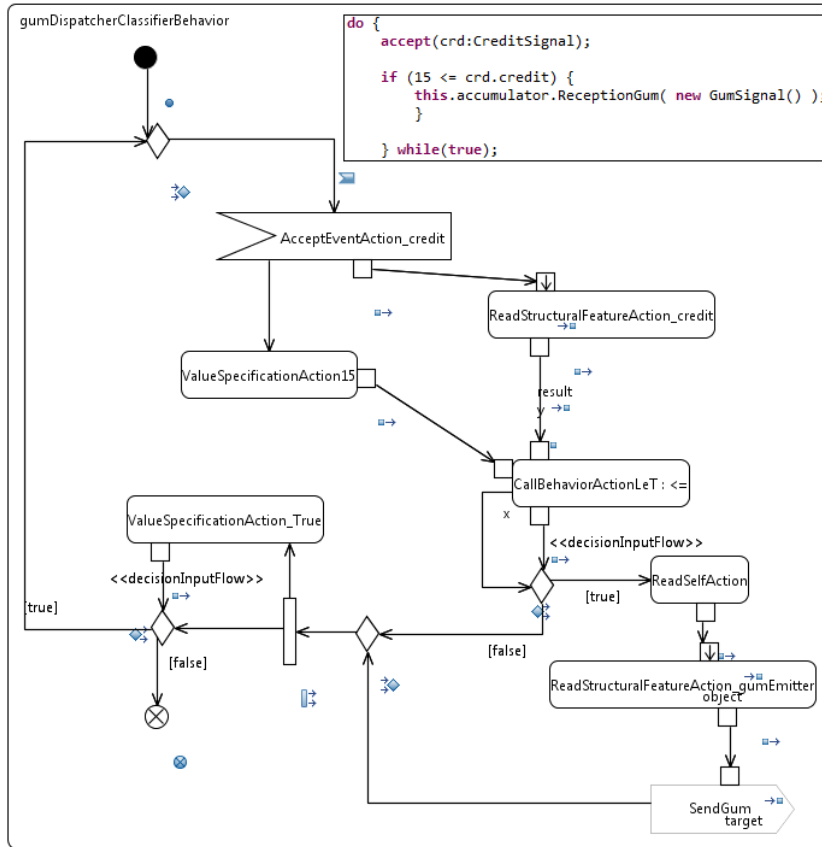 gumDispatcherClassifierBehavior
do {
accept(crd:CreditSignal);
if (15 <= crd.credit) {
this.accumulator.ReceptionGum( new GumSignal() );
}
} while(true);
AcceptEventAction_credit
ReadStructuralFeatureAction_credit
ValueSpecificationAction15
result
y
CallBehaviorActionLeT : <=
x
ValueSpecificationAction_True
<<decisionInputFlow>>
<<decisionInputFlow>>
ReadSelfAction
[true]
[true]
[false]
[false]
ReadStructuralFeatureAction_gumEmitter
object
SendGum
target